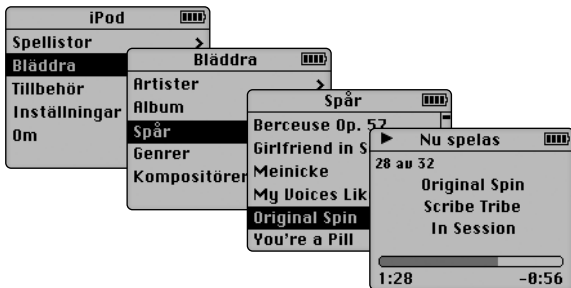 iPod
Spellistor >
Bläddra
Tillbehör
Inställningar
Om
Bläddra
Artister >
Album
Spår
Genrer
Kompositörer
Spår
Berceuse Op. 57
Girlfriend in S
Meinicke
My Voices Lik
Original Spin
You're a Pill
Nu spelas
28 av 32
Original Spin
Scribe Tribe
In Session
1:28 -0:56